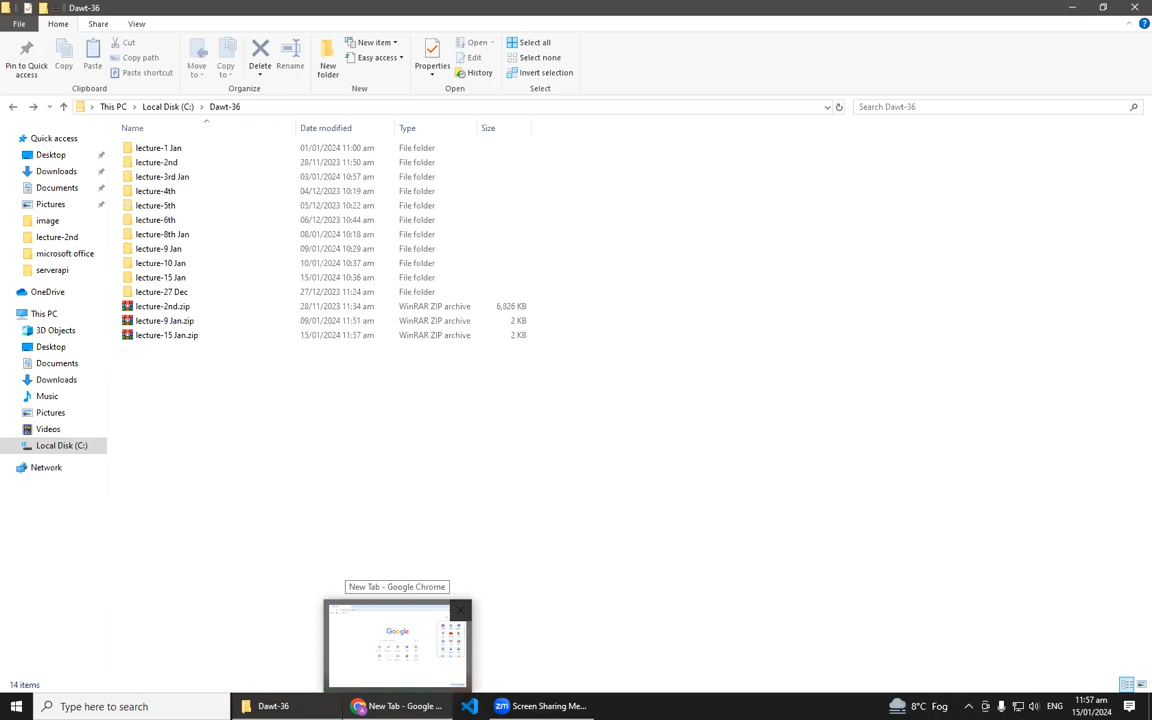 Dawt-36
File Home Share View
Pin to Quick access
Copy
Paste
Cut
Copy path
Paste shortcut
Clipboard
Move to
Copy to
Delete
Rename
Organize
New folder
New item
Easy access
New
Properties
Open
Edit
History
Open
Select all
Select none
Invert selection
Select
This PC > Local Disk (C:) > Dawt-36
Search Dawt-36
Name Date modified Type Size
Quick access
Desktop
Downloads
Documents
Pictures
image
lecture-2nd
microsoft office
serverapi
OneDrive
This PC
3D Objects
Desktop
Documents
Downloads
Music
Pictures
Videos
Local Disk (C:)
Network
lecture-1 Jan 01/01/2024 11:00 am File folder
lecture-2nd 28/11/2023 11:50 am File folder
lecture-3rd Jan 03/01/2024 10:57 am File folder
lecture-4th 04/12/2023 10:19 am File folder
lecture-5th 05/12/2023 10:22 am File folder
lecture-6th 06/12/2023 10:44 am File folder
lecture-8th Jan 08/01/2024 10:18 am File folder
lecture-9 Jan 09/01/2024 10:29 am File folder
lecture-10 Jan 10/01/2024 10:37 am File folder
lecture-15 Jan 15/01/2024 10:36 am File folder
lecture-27 Dec 27/12/2023 11:24 am File folder
lecture-2nd.zip 28/11/2023 11:34 am WinRAR ZIP archive 6,826 KB
lecture-9 Jan.zip 09/01/2024 11:51 am WinRAR ZIP archive 2 KB
lecture-15 Jan.zip 15/01/2024 11:57 am WinRAR ZIP archive 2 KB
New Tab - Google Chrome
Google
14 items
Type here to search
Dawt-36
New Tab - Google ...
zm
Screen Sharing Me...
8°C Fog
ENG
11:57 am
15/01/2024